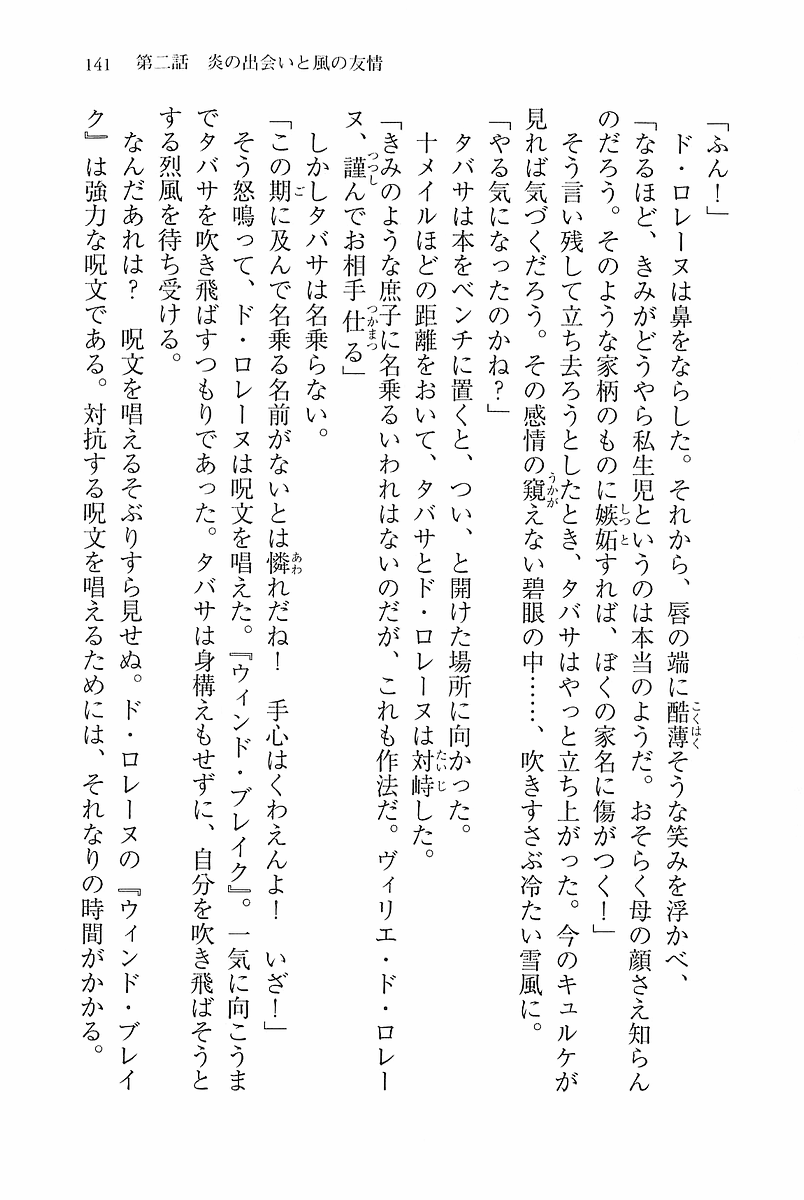 141　第二話　炎の出会いと風の友情
「ふん！」
　ド・ロレーヌは鼻をならした。それから、唇の端に酷薄そうな笑みを浮かべ、
「なるほど、きみがどうやら私生児というのは本当のようだ。おそらく母の顔さえ知らん
のだろう。そのような家柄のものに嫉妬すれば、ぼくの家名に傷がつく！」
　そう言い残して立ち去ろうとしたとき、タバサはやっと立ち上がった。今のキュルケが
見れば気づくだろう。その感情の窺えない碧眼の中……、吹きすさぶ冷たい雪風に。
「やる気になったのかね？」
　タバサは本をベンチに置くと、つい、と開けた場所に向かった。
　十メイルほどの距離をおいて、タバサとド・ロレーヌは対峙した。
「きみのような庶子に名乗るいわれはないのだが、これも作法だ。ヴィリエ・ド・ロレー
ヌ、謹んでお相手仕る」
　しかしタバサは名乗らない。
「この期に及んで名乗る名前がないとは憐れだね！　手心はくわえんよ！　いざ！」
　そう怒鳴って、ド・ロレーヌは呪文を唱えた。『ウィンド・ブレイク』。一気に向こうま
でタバサを吹き飛ばすつもりであった。タバサは身構えもせずに、自分を吹き飛ばそうと
する烈風を待ち受ける。
　なんだあれは？　呪文を唱えるそぶりすら見せぬ。ド・ロレーヌの『ウィンド・ブレイ
ク』は強力な呪文である。対抗する呪文を唱えるためには、それなりの時間がかかる。